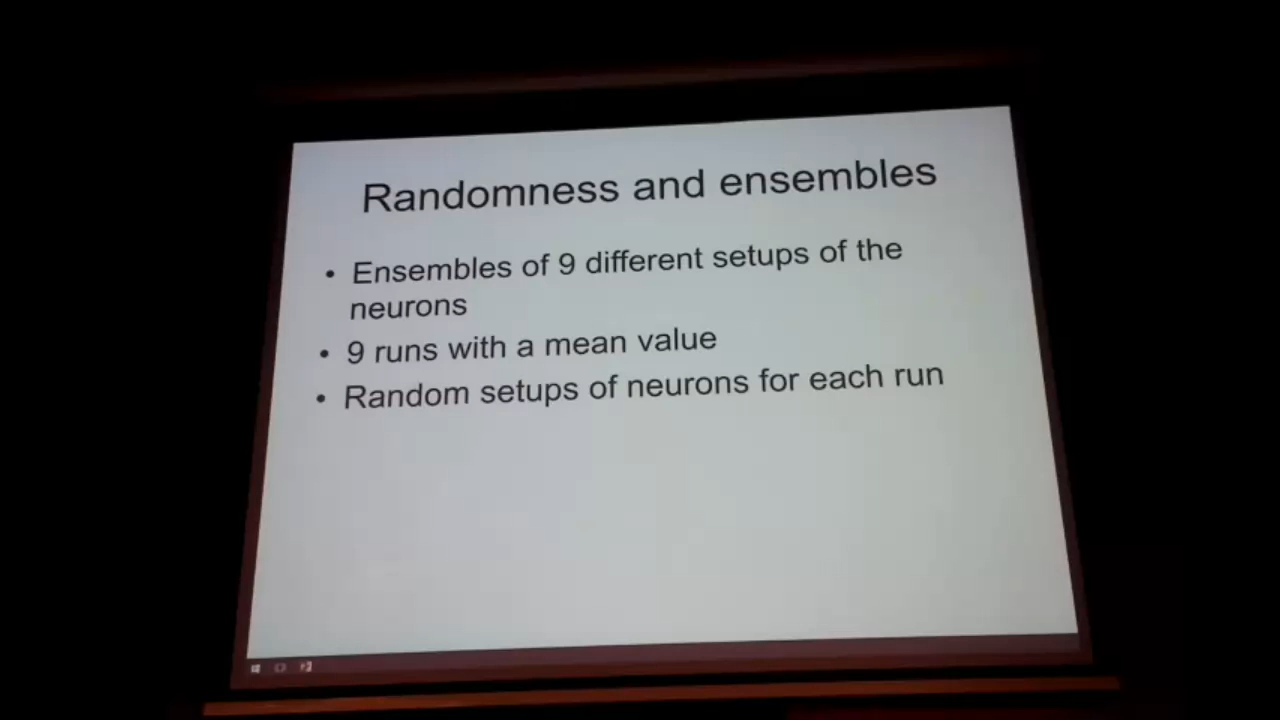 Randomness and ensembles
• Ensembles of 9 different setups of the
neurons
• 9 runs with a mean value
• Random setups of neurons for each run